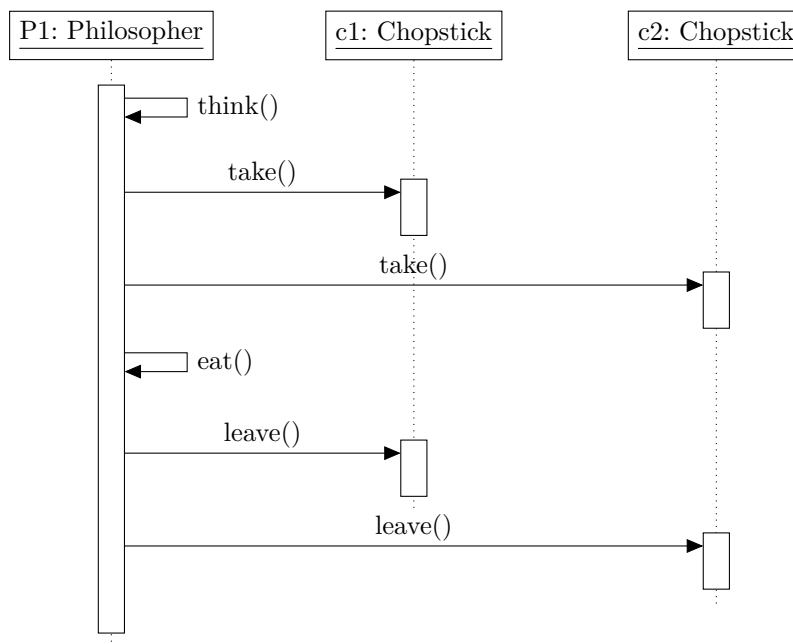 P1: Philosopher
c1: Chopstick
c2: Chopstick
think()
take()
take()
eat()
leave()
leave()